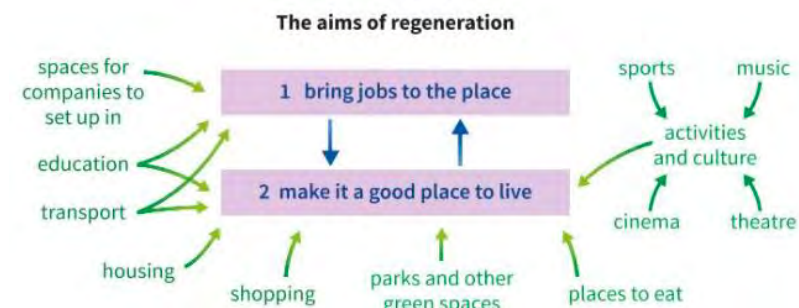 The aims of regeneration
spaces for
companies to
set up in
education
transport
housing
1 bring jobs to the place
2 make it a good place to live
shopping
parks and other
green spaces
places to eat
sports
music
activities
and culture
cinema
theatre